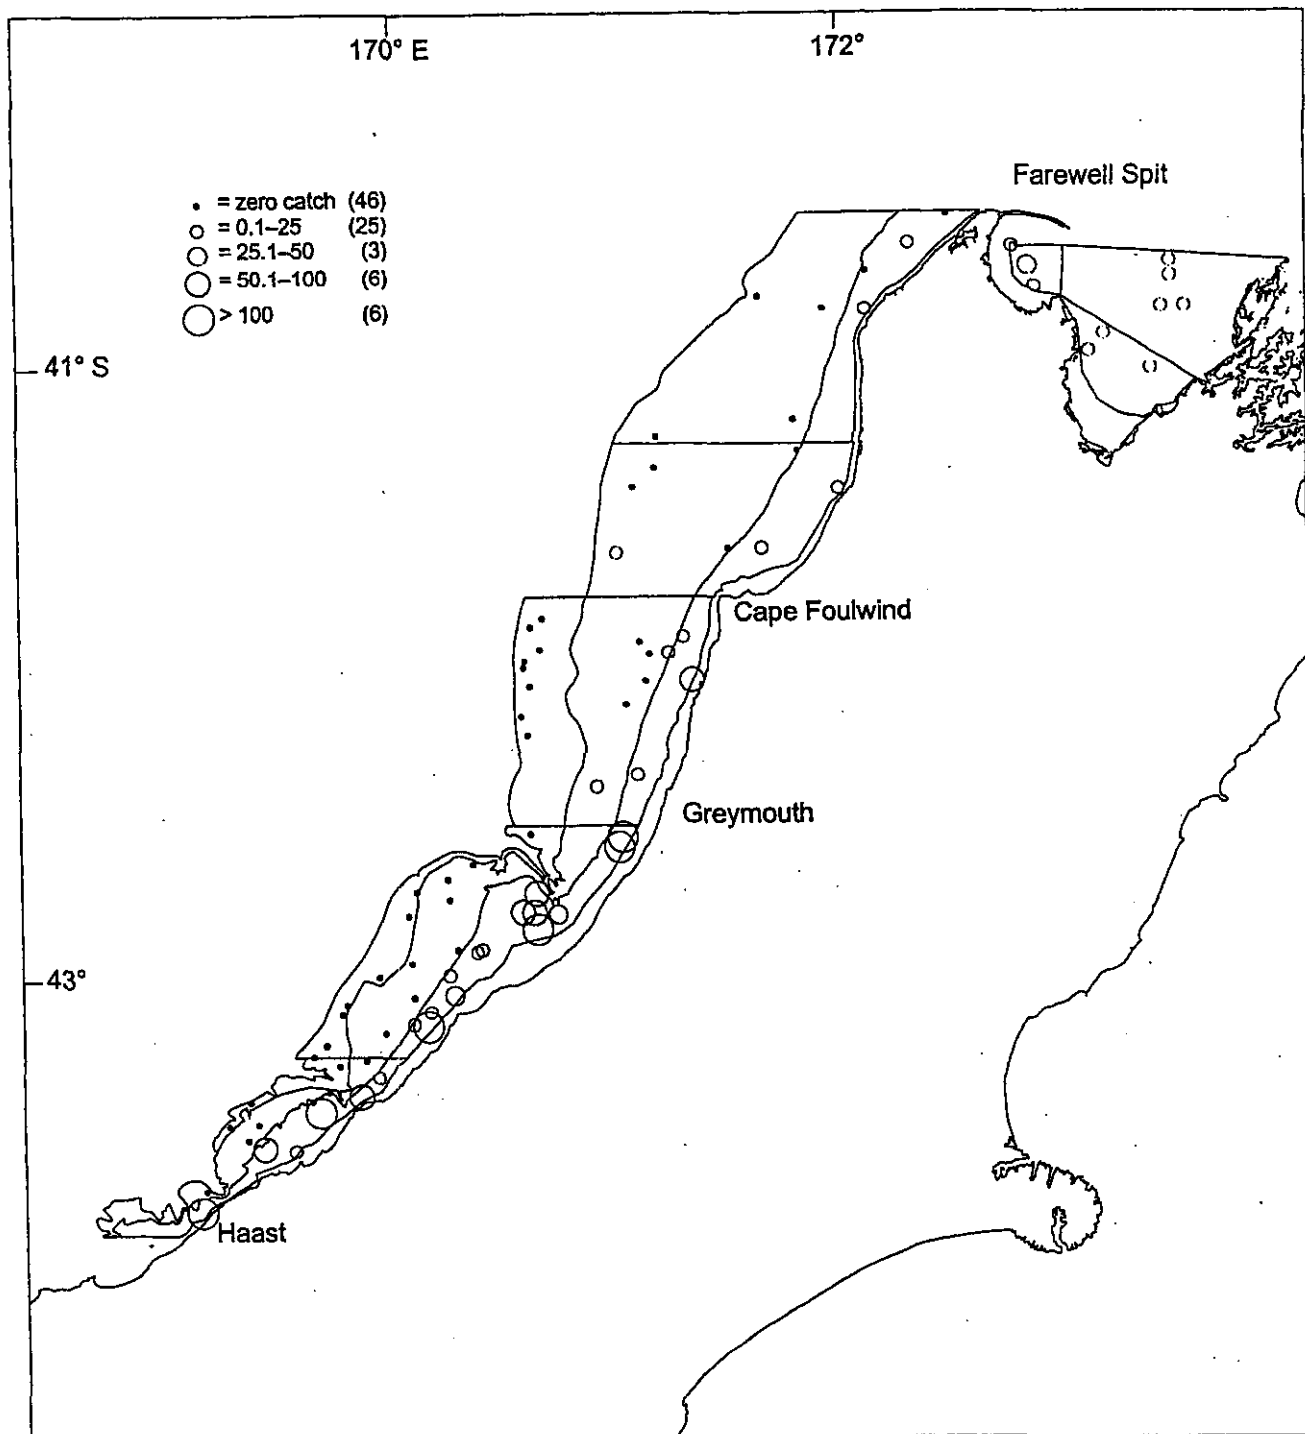 170° E
172°
Farewell Spit
• = zero catch (46)
○ = 0.1–25 (25)
○ = 25.1–50 (3)
○ = 50.1–100 (6)
○ > 100 (6)
41° S
Cape Foulwind
Greymouth
43°
Haast